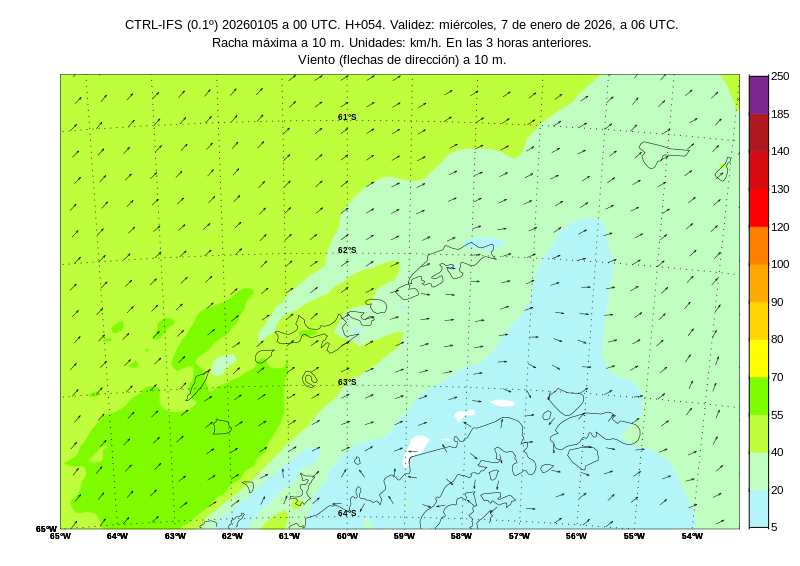 CTRL-IFS (0.1º) 20260105 a 00 UTC. H+054. Validez: miércoles, 7 de enero de 2026, a 06 UTC.
Racha máxima a 10 m. Unidades: km/h. En las 3 horas anteriores.
Viento (flechas de dirección) a 10 m.
250
185
140
130
120
100
90
80
70
55
40
20
5
61°S
62°S
63°S
64°S
65°W
65°W
64°W
63°W
62°W
61°W
60°W
59°W
58°W
57°W
56°W
55°W
54°W